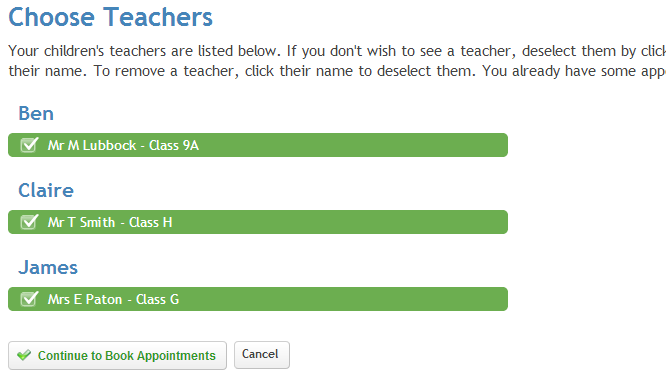 Choose Teachers
Your children's teachers are listed below. If you don't wish to see a teacher, deselect them by
their name. To remove a teacher, click their name to deselect them. You already have some
Ben
Mr M Lubbock - Class 9A
Claire
Mr T Smith - Class H
James
Mrs E Paton - Class G
Continue to Book Appointments
Cancel